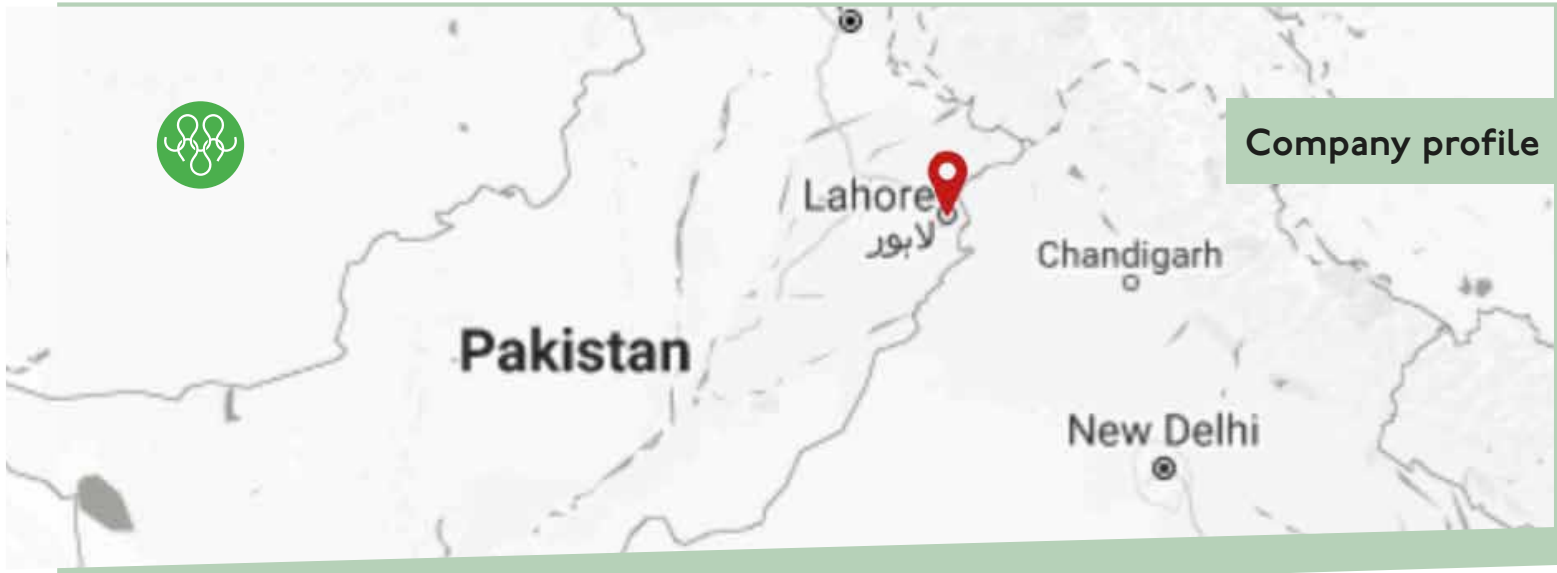 Company profile
Lahore
لاہور
Chandigarh
Pakistan
New Delhi